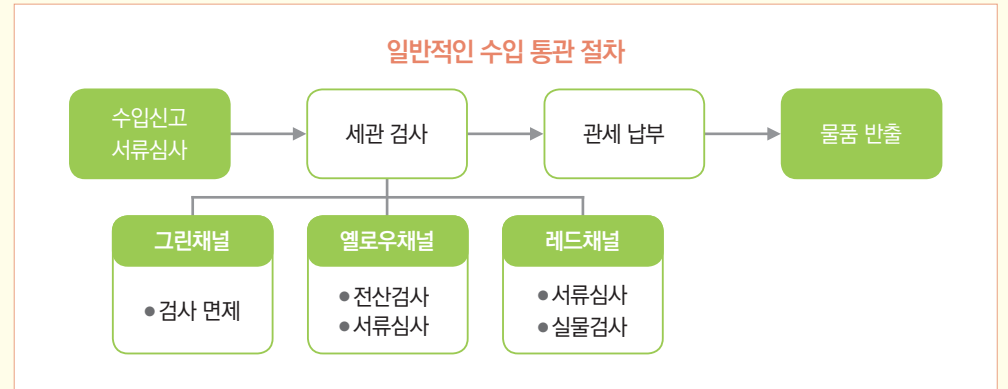 일반적인 수입 통관 절차
수입신고
서류심사
세관 검사
관세 납부
물품 반출
그린채널
● 검사 면제
옐로우채널
● 전산검사
● 서류심사
레드채널
● 서류심사
● 실물검사